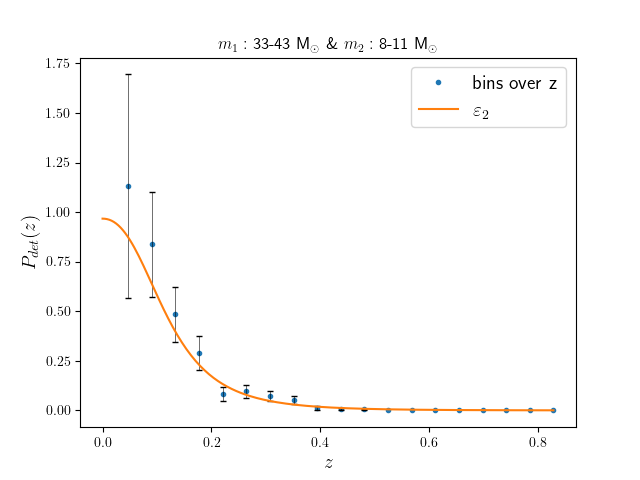 m₁ : 33-43 M⊙ & m₂ : 8-11 M⊙
bins over z
ε₂
P_det(z)
1.75
1.50
1.25
1.00
0.75
0.50
0.25
0.00
0.0 0.2 0.4 0.6 0.8
z